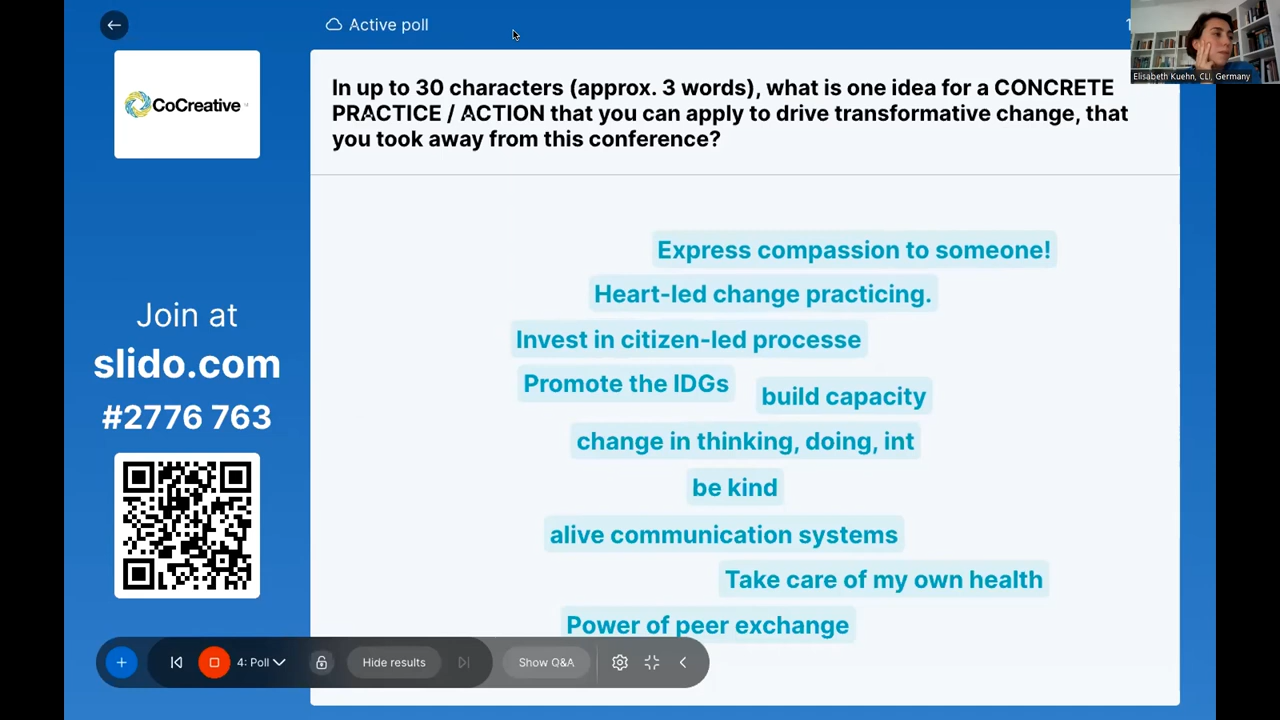 Active poll
Elisabeth Kuehn, CLI, Germany
CoCreative
In up to 30 characters (approx. 3 words), what is one idea for a CONCRETE
PRACTICE / ACTION that you can apply to drive transformative change, that
you took away from this conference?
Express compassion to someone!
Heart-led change practicing.
Invest in citizen-led processe
Promote the IDGs
build capacity
change in thinking, doing, int
be kind
alive communication systems
Take care of my own health
Power of peer exchange
Join at
slido.com
#2776 763
4: Poll
Hide results
Show Q&A